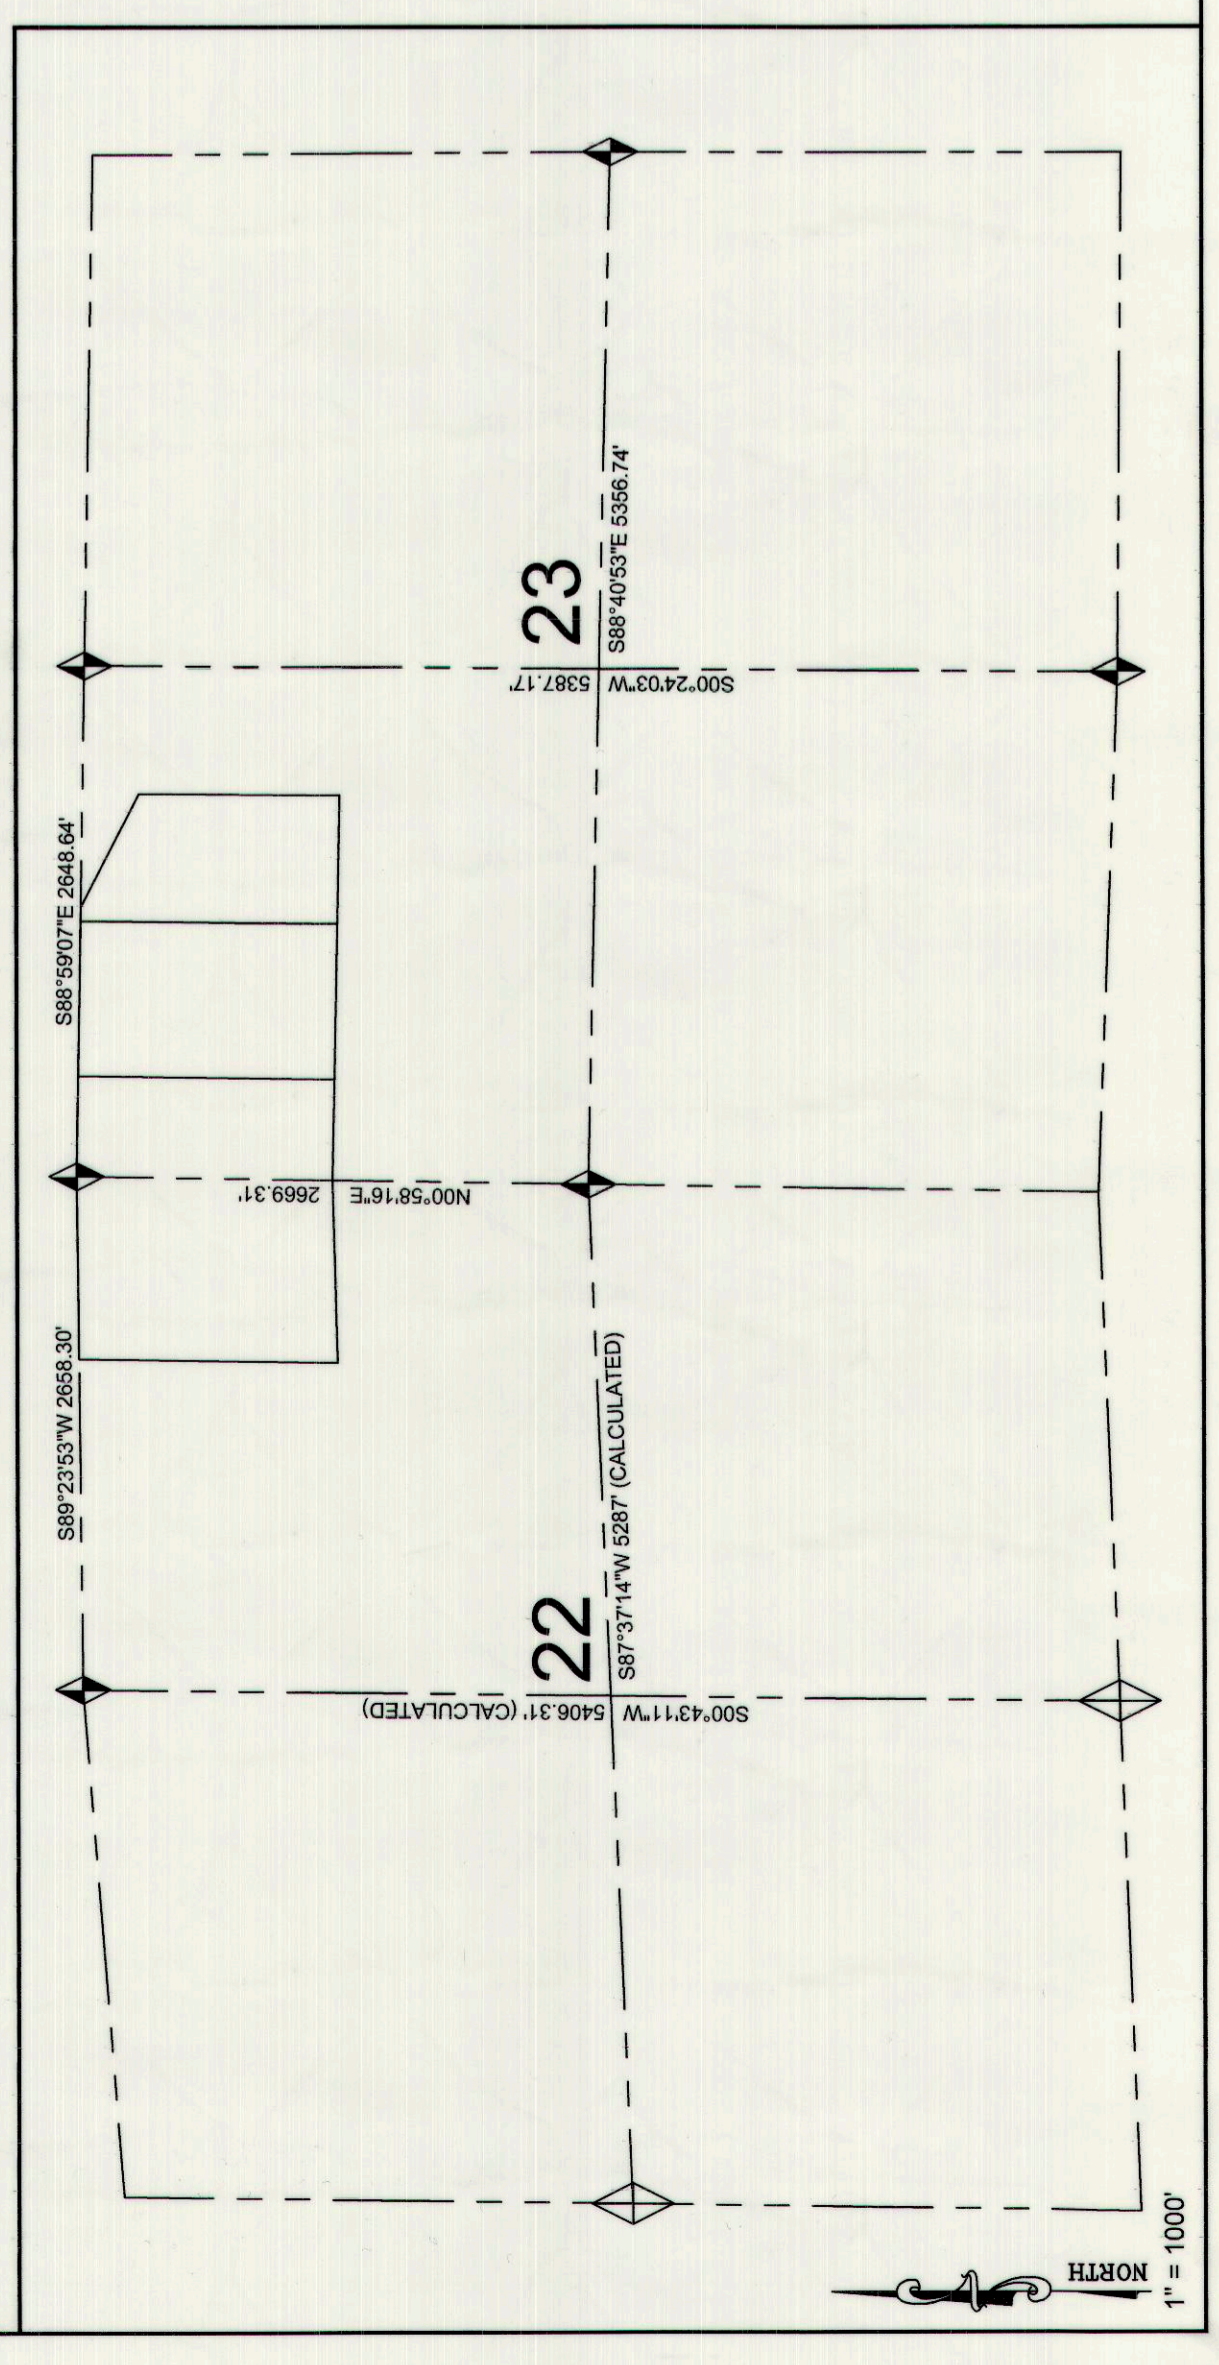 S88°59'07"E 2648.64'
S89°23'53"W 2658.30'
N00°58'16"E
2669.31'
23
S88°40'53"E 5356.74'
S00°24'03"W
5387.17'
22
S87°37'14"W 5287' (CALCULATED)
S00°43'11"W
5406.31' (CALCULATED)
NORTH
1" = 1000'